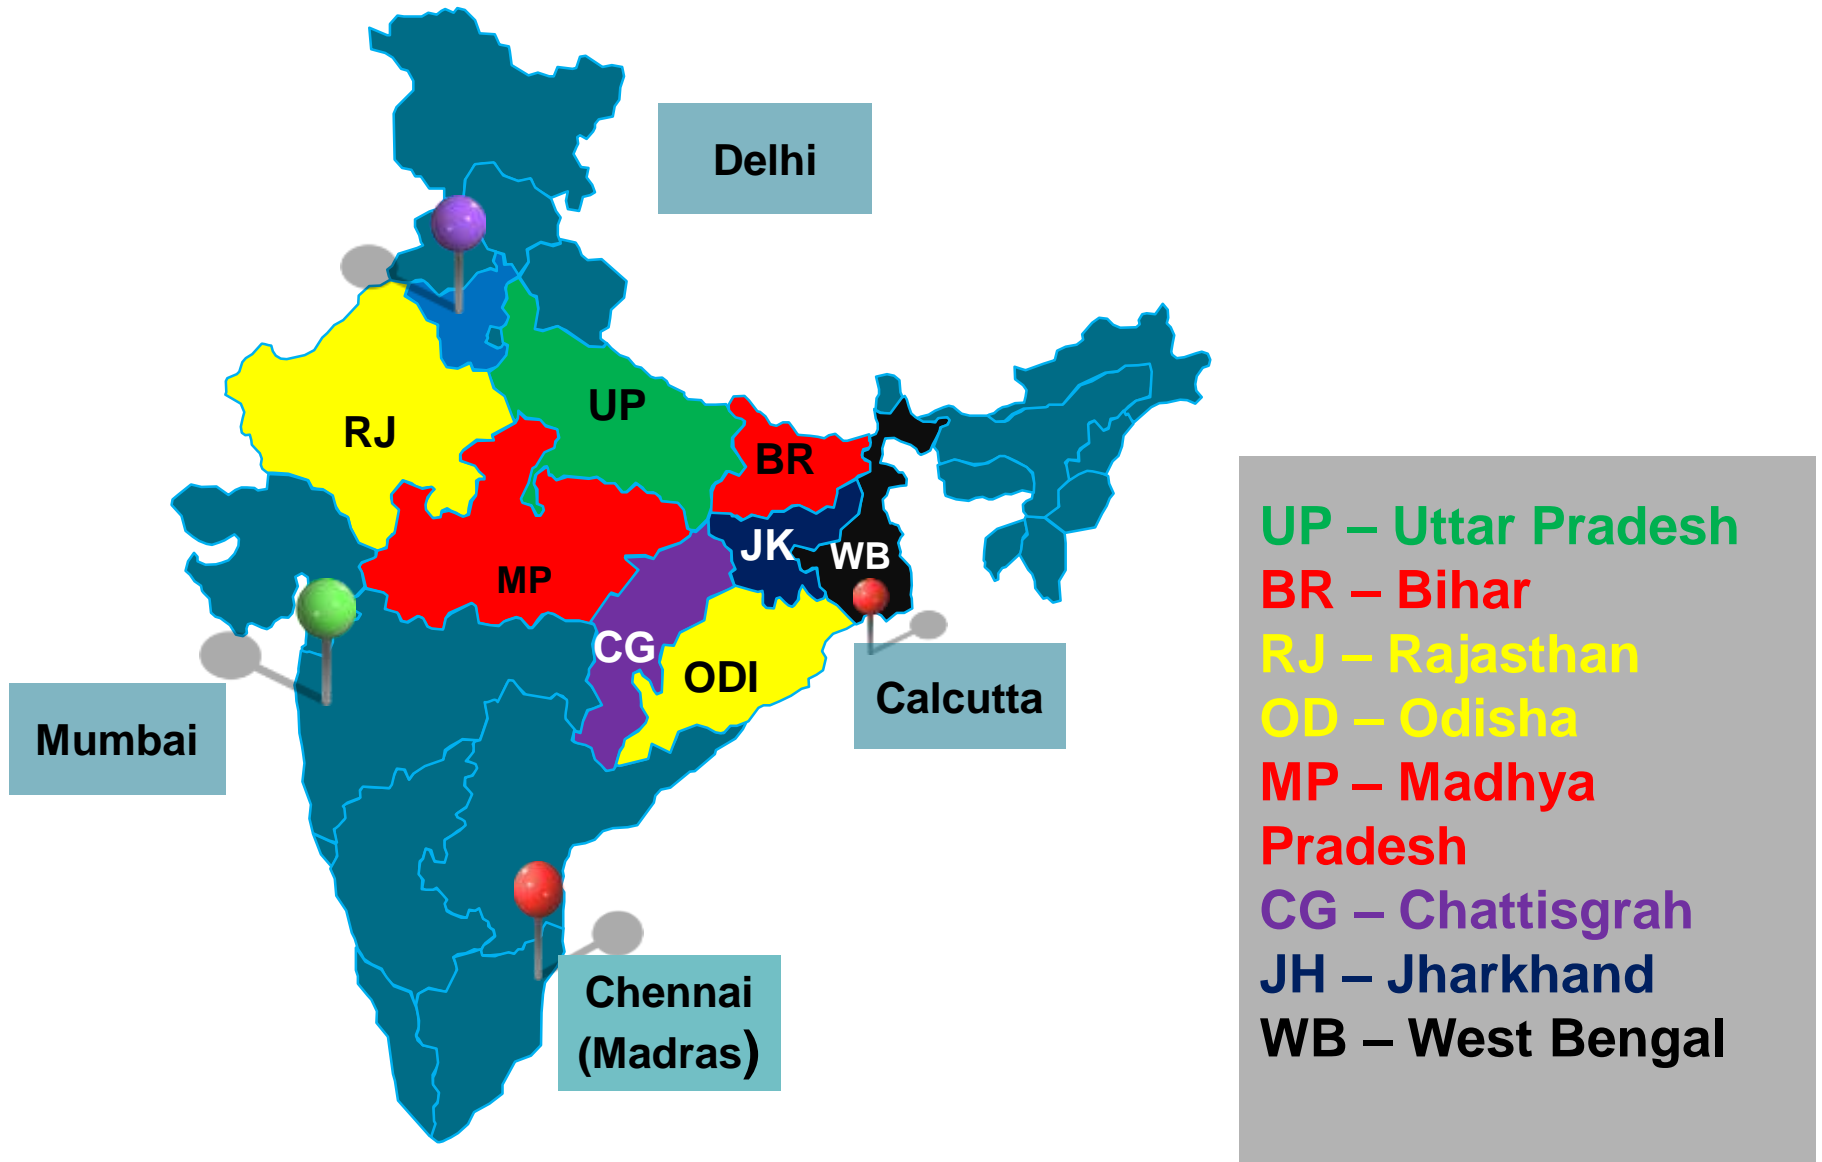 Delhi
UP
RJ
BR
JK
WB
MP
CG
ODI
Calcutta
Mumbai
Chennai
(Madras)
UP – Uttar Pradesh
BR – Bihar
RJ – Rajasthan
OD – Odisha
MP – Madhya
Pradesh
CG – Chattisgrah
JH – Jharkhand
WB – West Bengal